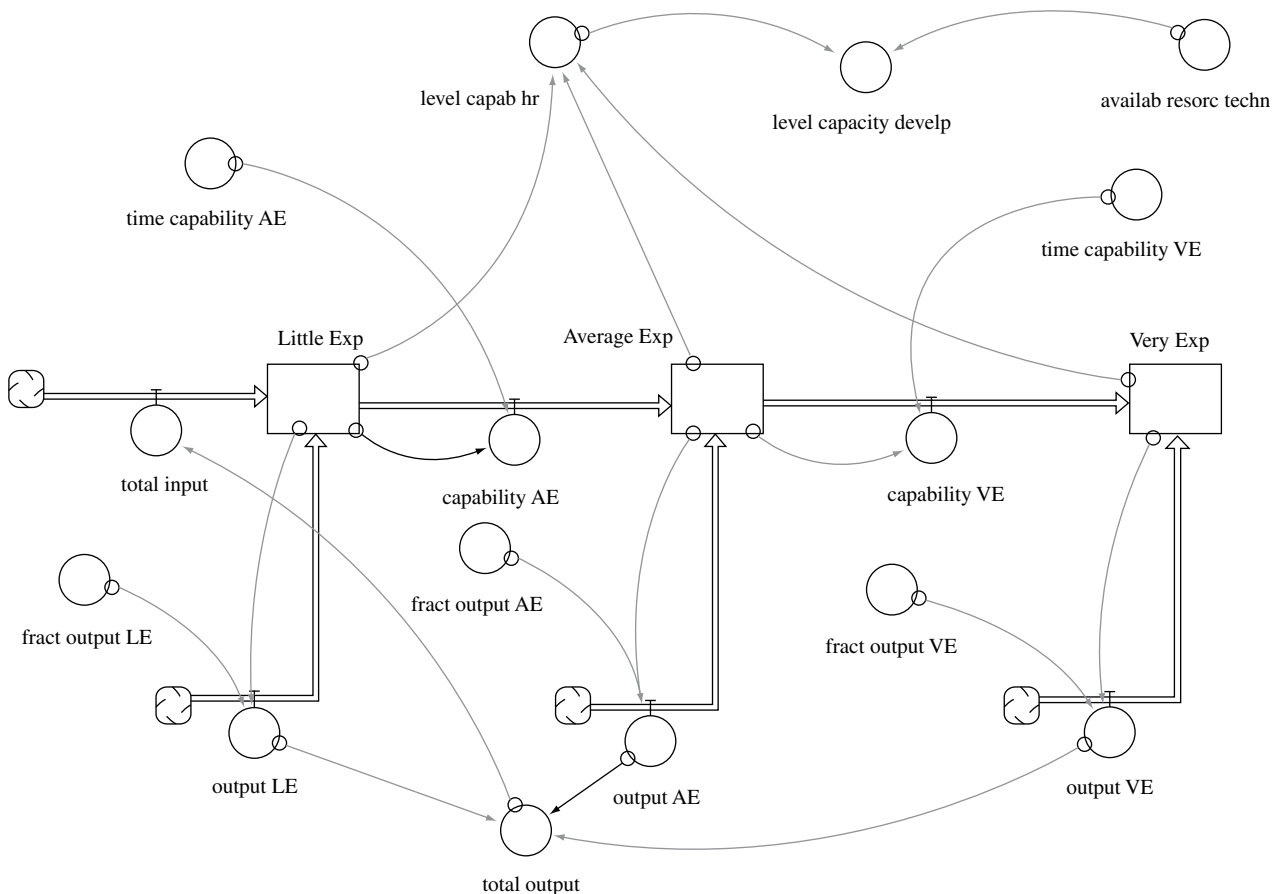 level capab hr
availab resorc techn
level capacity develp
time capability AE
time capability VE
Little Exp
Average Exp
Very Exp
total input
capability AE
capability VE
fract output AE
fract output LE
fract output VE
output LE
output AE
output VE
total output